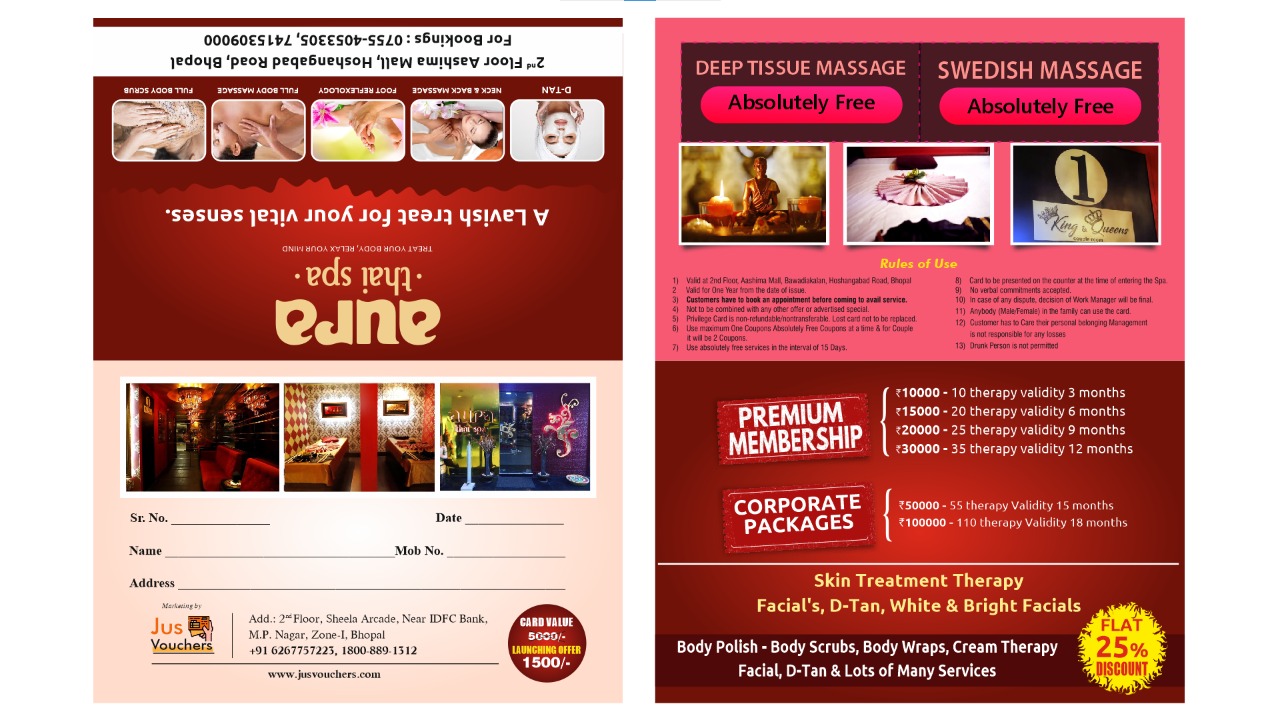 aura
· thai spa ·
TREAT YOUR BODY, RELAX YOUR MIND
A Lavish treat for your vital senses.
D-TAN
NECK & BACK MASSAGE
FOOT REFLEXOLOGY
FULL BODY MASSAGE
FULL BODY SCRUB
2nd Floor Aashima Mall, Hoshangabad Road, Bhopal
For Bookings : 0755-4053305, 7415309000
aura
thai spa
Sr. No. Date
Name Mob No.
Address
Marketing by
Jus
Vouchers
Add.: 2nd Floor, Sheela Arcade, Near IDFC Bank,
M.P. Nagar, Zone-I, Bhopal
+91 6267757223, 1800-889-1312
www.jusvouchers.com
CARD VALUE
5000/-
LAUNCHING OFFER
1500/-
DEEP TISSUE MASSAGE
Absolutely Free
SWEDISH MASSAGE
Absolutely Free
1
King & Queens
Rules of Use
1) Valid at 2nd Floor, Aashima Mall, Bawadiakalan, Hoshangabad Road, Bhopal
2 Valid for One Year from the date of issue.
3) Customers have to book an appointment before coming to avail service.
4) Not to be combined with any other offer or advertised special.
5) Privilege Card is non-refundable/nontransferable. Lost card not to be replaced.
6) Use maximum One Coupons Absolutely Free Coupons at a time & for Couple
it will be 2 Coupons.
7) Use absolutely free services in the interval of 15 Days.
8) Card to be presented on the counter at the time of entering the Spa.
9) No verbal commitments accepted.
10) In case of any dispute, decision of Work Manager will be final.
11) Anybody (Male/Female) in the family can use the card.
12) Customer has to Care their personal belonging Management
is not responsible for any losses
13) Drunk Person is not permitted
PREMIUM
MEMBERSHIP
₹10000 - 10 therapy validity 3 months
₹15000 - 20 therapy validity 6 months
₹20000 - 25 therapy validity 9 months
₹30000 - 35 therapy validity 12 months
CORPORATE
PACKAGES
₹50000 - 55 therapy Validity 15 months
₹100000 - 110 therapy Validity 18 months
Skin Treatment Therapy
Facial's, D-Tan, White & Bright Facials
Body Polish - Body Scrubs, Body Wraps, Cream Therapy
Facial, D-Tan & Lots of Many Services
FLAT
25%
DISCOUNT